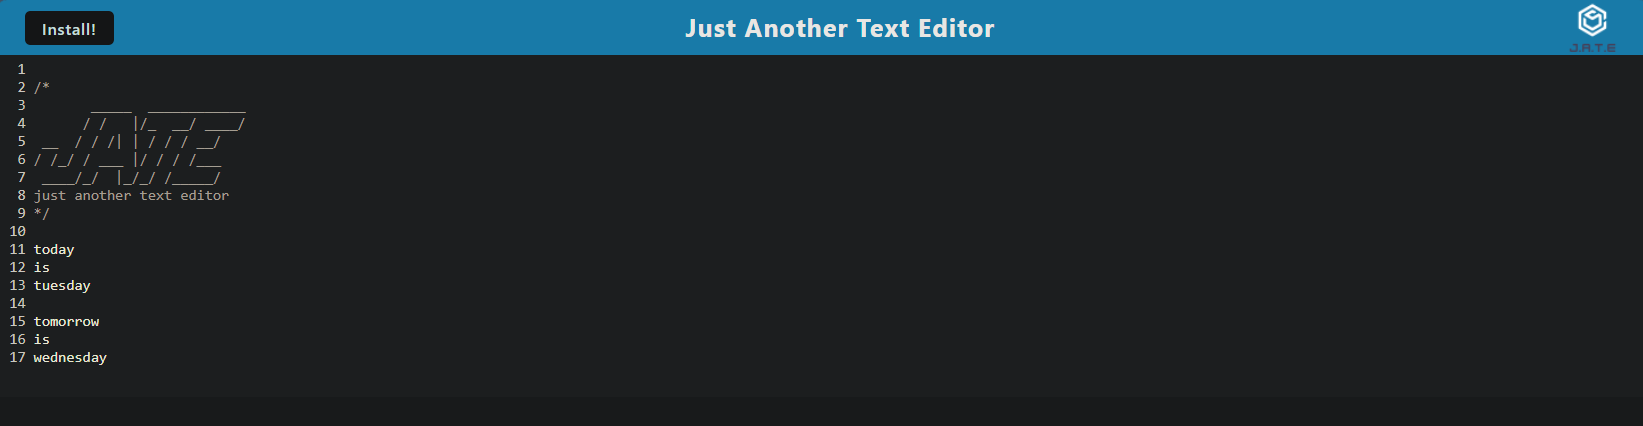 Install!
Just Another Text Editor
J.A.T.E
1
2 /*
3        _____  ____________
4       / /   |/_  __/ ____/
5  __  / / /| | / / / __/
6 / /_/ / ___ |/ / / /___
7  ____/_/  |_/_/ /_____/
8 just another text editor
9 */
10
11 today
12 is
13 tuesday
14
15 tomorrow
16 is
17 wednesday